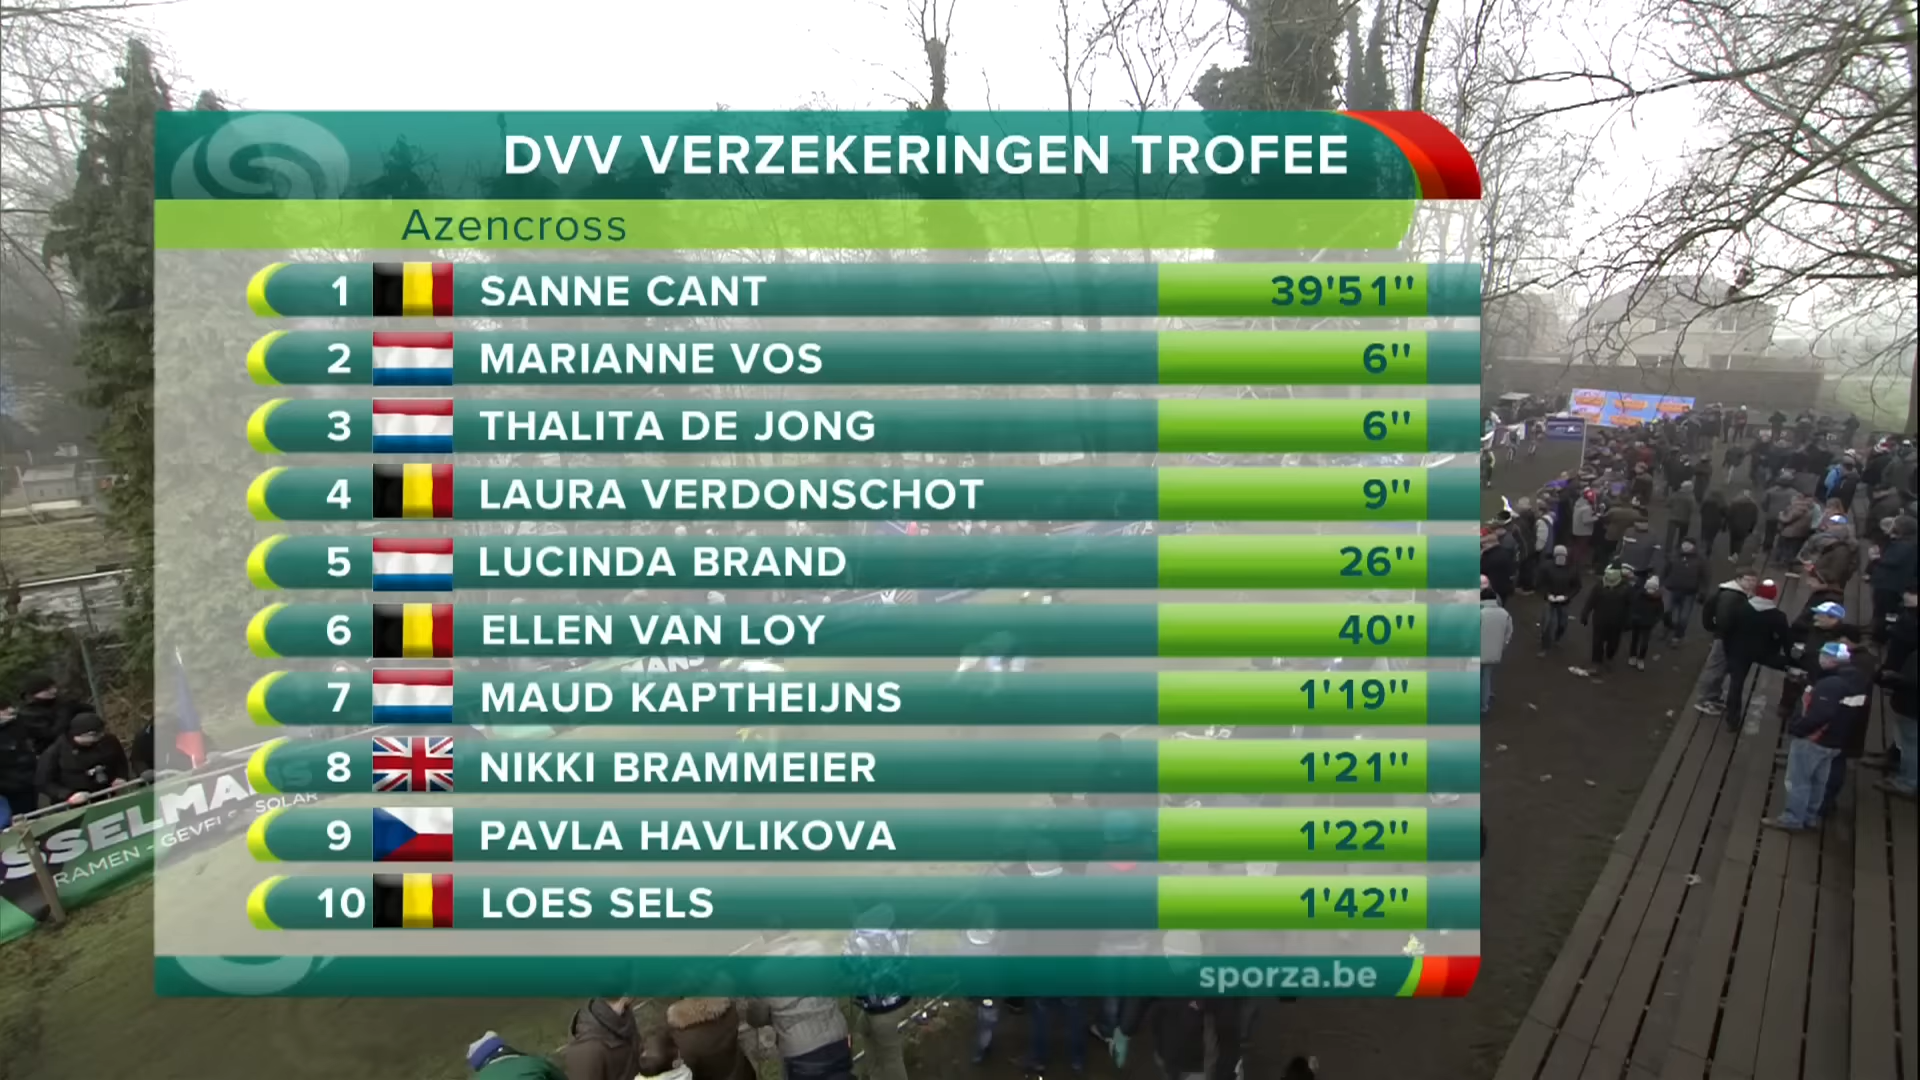 DVV VERZEKERINGEN TROFEE
Azencross
1 SANNE CANT 39'51''
2 MARIANNE VOS 6''
3 THALITA DE JONG 6''
4 LAURA VERDONSCHOT 9''
5 LUCINDA BRAND 26''
6 ELLEN VAN LOY 40''
7 MAUD KAPTHEIJNS 1'19''
8 NIKKI BRAMMEIER 1'21''
9 PAVLA HAVLIKOVA 1'22''
10 LOES SELS 1'42''
sporza.be